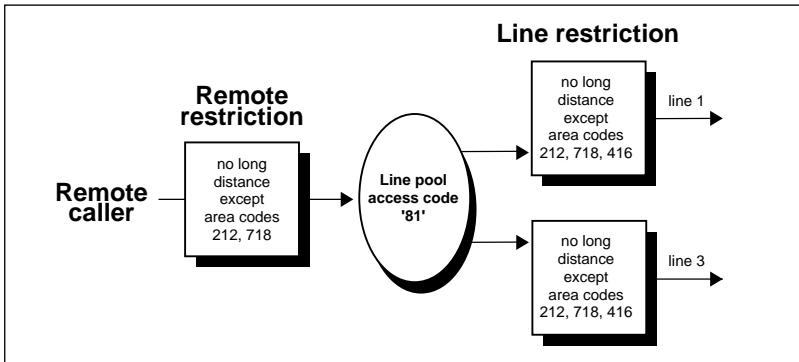 Remote
caller
Remote
restriction
no long
distance
except
area codes
212, 718
Line pool
access code
'81'
Line restriction
no long
distance
except
area codes
212, 718, 416
line 1
no long
distance
except
area codes
212, 718, 416
line 3